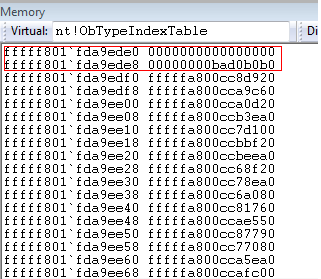 Memory
Virtual: nt!ObTypeIndexTable Di
fffff801`fda9ede0 0000000000000000
fffff801`fda9ede8 00000000bad0b0b0
fffff801`fda9edf0 fffffa800cc8d920
fffff801`fda9edf8 fffffa800cca9c60
fffff801`fda9ee00 fffffa800cca0d20
fffff801`fda9ee08 fffffa800ccb3ea0
fffff801`fda9ee10 fffffa800cc7d100
fffff801`fda9ee18 fffffa800ccbbf20
fffff801`fda9ee20 fffffa800ccbeea0
fffff801`fda9ee28 fffffa800cc68f20
fffff801`fda9ee30 fffffa800cc78ea0
fffff801`fda9ee38 fffffa800cc6a080
fffff801`fda9ee40 fffffa800cc81760
fffff801`fda9ee48 fffffa800ccae550
fffff801`fda9ee50 fffffa800cc87790
fffff801`fda9ee58 fffffa800cc77080
fffff801`fda9ee60 fffffa800cca5ea0
fffff801`fda9ee68 fffffa800ccafe00